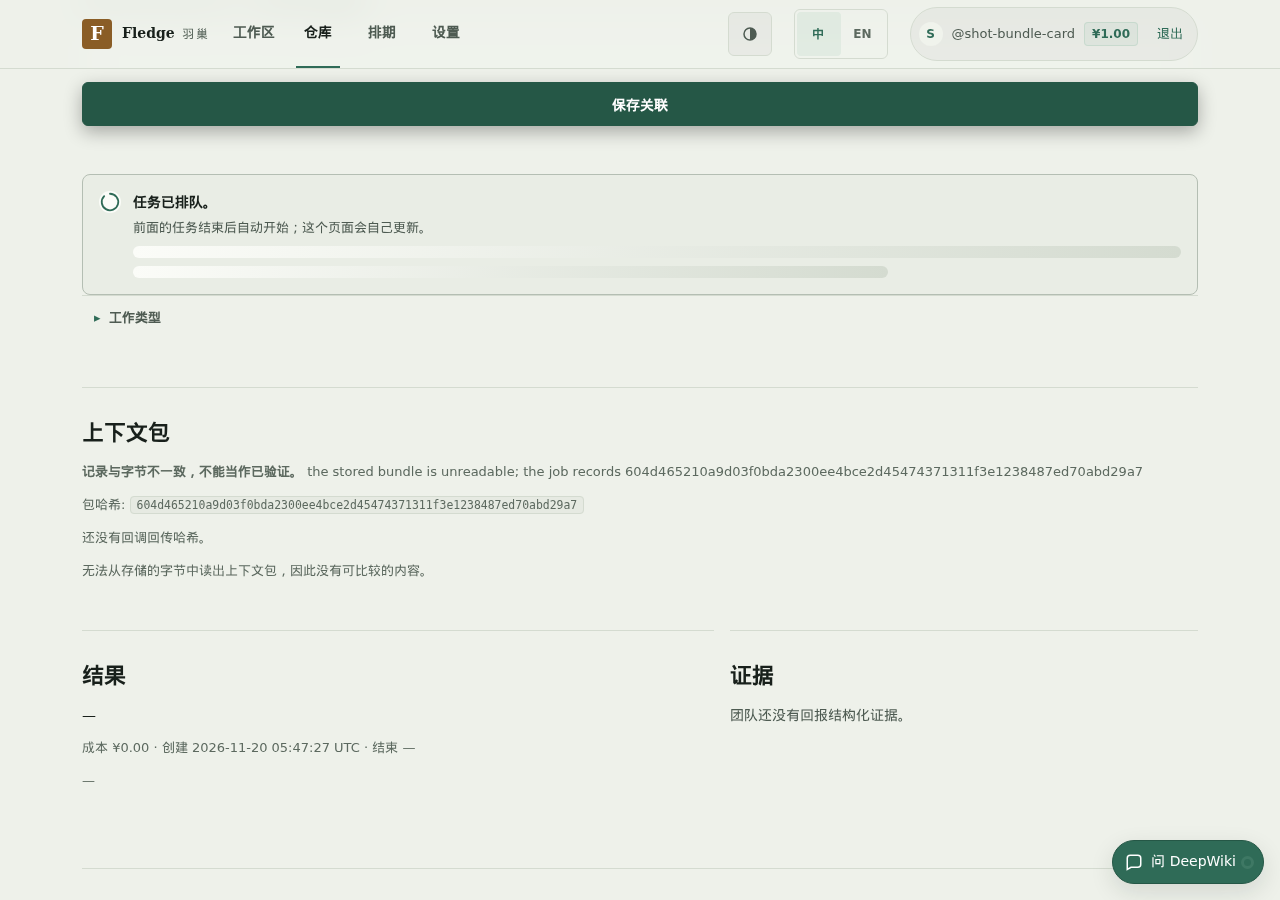 F Fledge 羽巢 工作区 仓库 排期 设置 中 EN S @shot-bundle-card ¥1.00 退出
保存关联
任务已排队。
前面的任务结束后自动开始；这个页面会自己更新。
▸ 工作类型
上下文包
记录与字节不一致，不能当作已验证。 the stored bundle is unreadable; the job records 604d465210a9d03f0bda2300ee4bce2d45474371311f3e1238487ed70abd29a7
包哈希: 604d465210a9d03f0bda2300ee4bce2d45474371311f3e1238487ed70abd29a7
还没有回调回传哈希。
无法从存储的字节中读出上下文包，因此没有可比较的内容。
结果
—
成本 ¥0.00 · 创建 2026-11-20 05:47:27 UTC · 结束 —
—
证据
团队还没有回报结构化证据。
问 DeepWiki